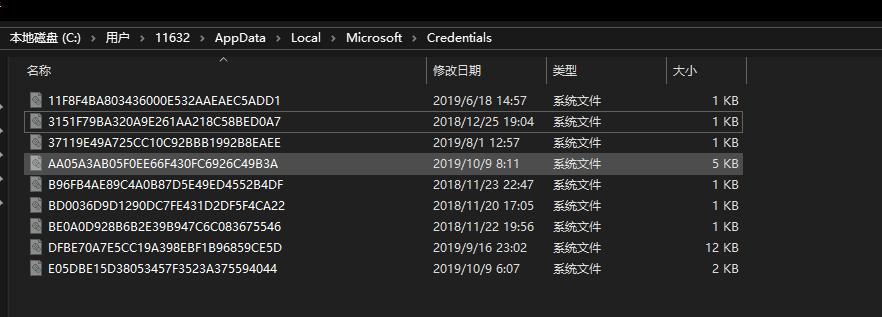 本地磁盘 (C:) > 用户 > 11632 > AppData > Local > Microsoft > Credentials
名称 修改日期 类型 大小
11F8F4BA803436000E532AAEAEC5ADD1 2019/6/18 14:57 系统文件 1 KB
3151F79BA320A9E261AA218C58BED0A7 2018/12/25 19:04 系统文件 1 KB
37119E49A725CC10C92BBB1992B8EAEE 2019/8/1 12:57 系统文件 1 KB
AA05A3AB05F0EE66F430FC6926C49B3A 2019/10/9 8:11 系统文件 5 KB
B96FB4AE89C4A0B87D5E49ED4552B4DF 2018/11/23 22:47 系统文件 1 KB
BD0036D9D1290DC7FE431D2DF5F4CA22 2018/11/20 17:05 系统文件 1 KB
BE0A0D928B6B2E39B947C6C083675546 2018/11/22 19:56 系统文件 1 KB
DFBE70A7E5CC19A398EBF1B96859CE5D 2019/9/16 23:02 系统文件 12 KB
E05DBE15D38053457F3523A375594044 2019/10/9 6:07 系统文件 2 KB